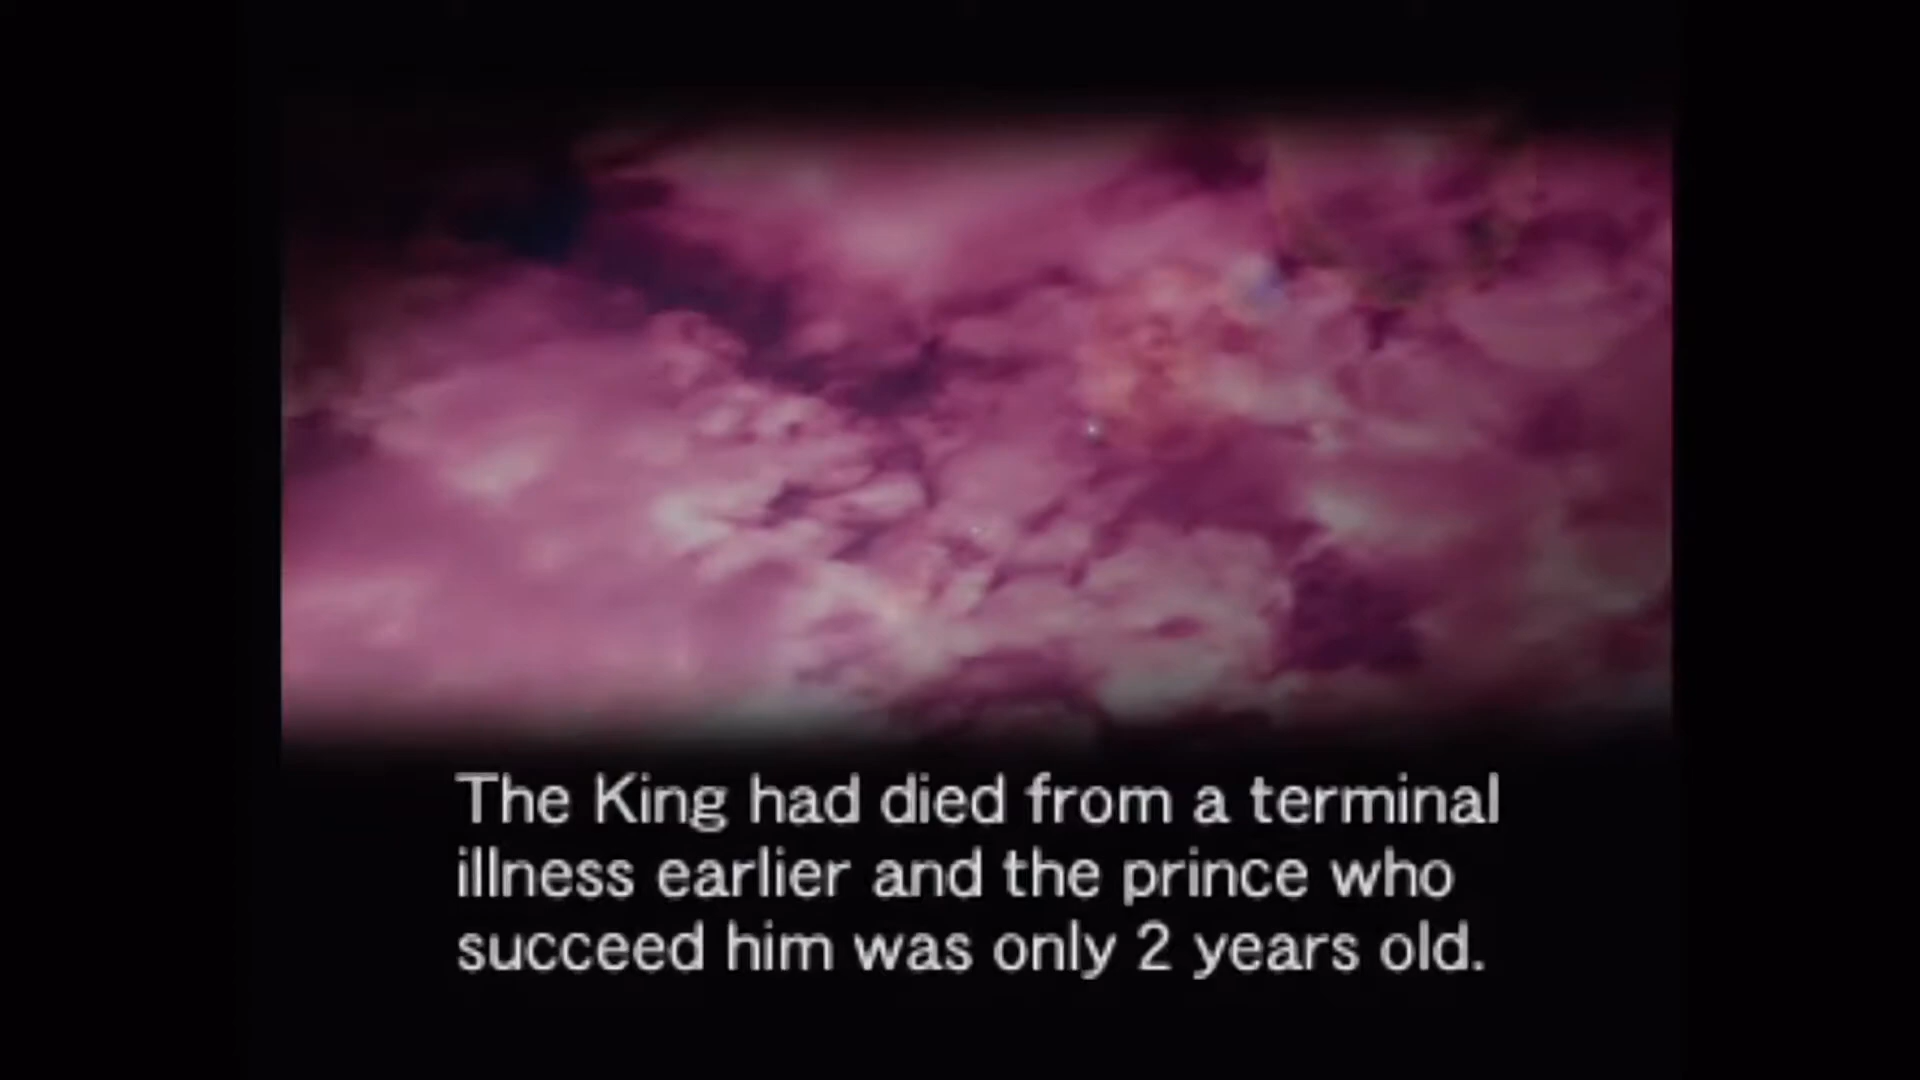 The King had died from a terminal
illness earlier and the prince who
succeed him was only 2 years old.